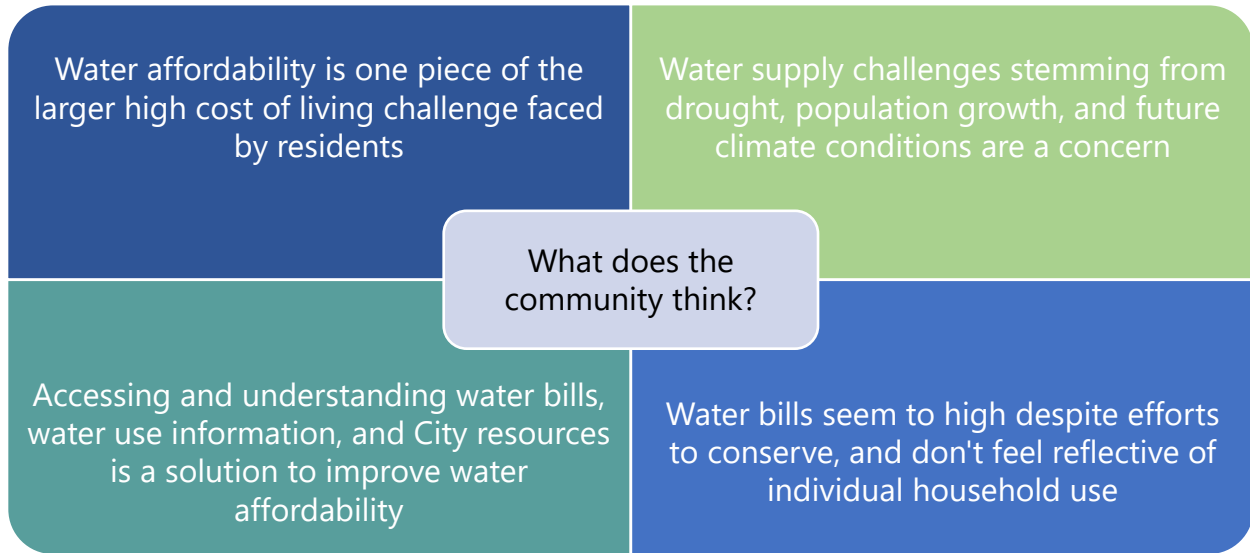 Water affordability is one piece of the
larger high cost of living challenge faced
by residents
Water supply challenges stemming from
drought, population growth, and future
climate conditions are a concern
What does the
community think?
Accessing and understanding water bills,
water use information, and City resources
is a solution to improve water
affordability
Water bills seem to high despite efforts
to conserve, and don't feel reflective of
individual household use